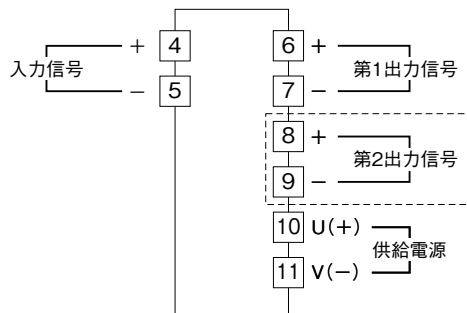 入力信号
+ 4
− 5
6 +
7 −
第1出力信号
8 +
9 −
第2出力信号
10 U(+)
11 V(−)
供給電源